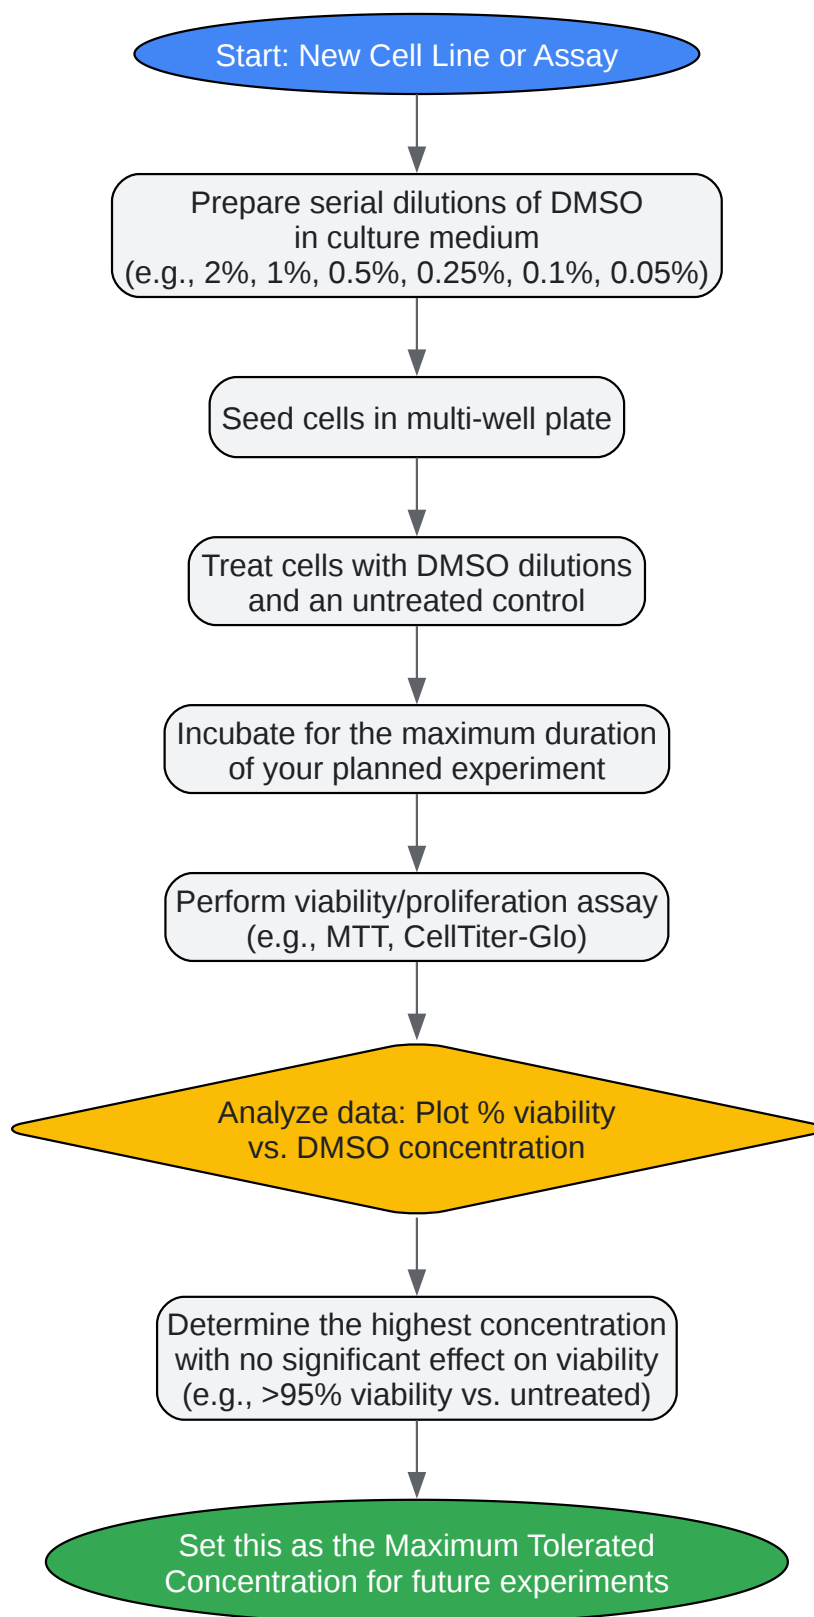 Start: New Cell Line or Assay
Prepare serial dilutions of DMSO
in culture medium
(e.g., 2%, 1%, 0.5%, 0.25%, 0.1%, 0.05%)
Seed cells in multi-well plate
Treat cells with DMSO dilutions
and an untreated control
Incubate for the maximum duration
of your planned experiment
Perform viability/proliferation assay
(e.g., MTT, CellTiter-Glo)
Analyze data: Plot % viability
vs. DMSO concentration
Determine the highest concentration
with no significant effect on viability
(e.g., >95% viability vs. untreated)
Set this as the Maximum Tolerated
Concentration for future experiments